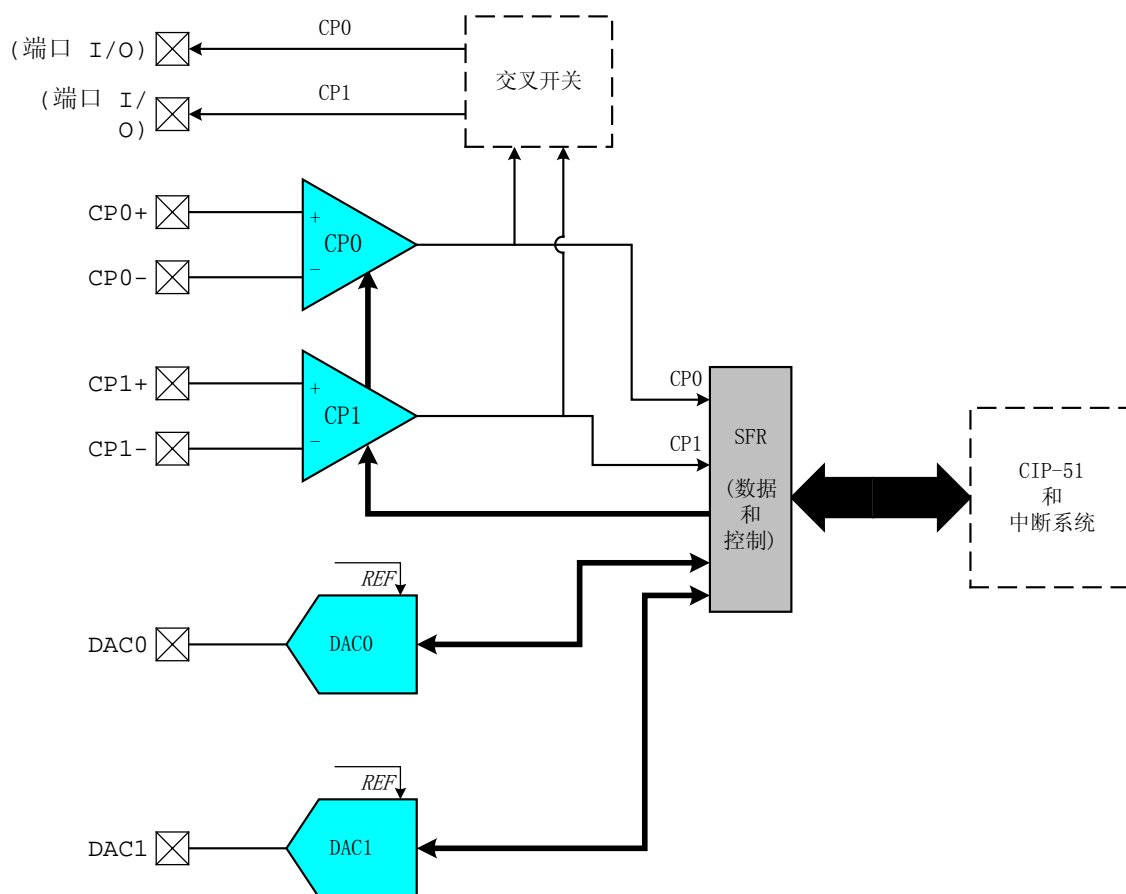 CP0
(端口 I/O)
交叉开关
CP1
(端口 I/
O)
CP0+
+
CP0
CP0-
−
CP1+
+
CP1
CP1-
−
CP0
CP1
SFR
(数据
和
控制)
CIP-51
和
中断系统
REF
DAC0
DAC0
REF
DAC1
DAC1